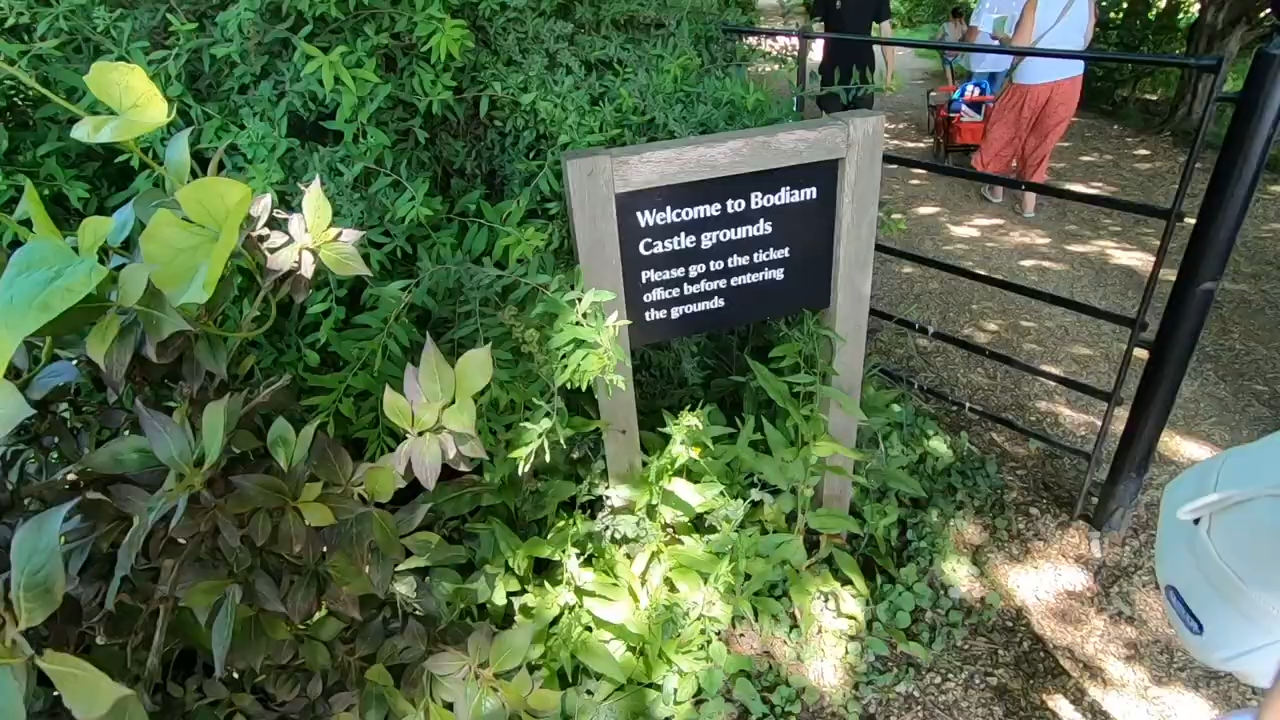 Welcome to Bodiam
Castle grounds
Please go to the ticket
office before entering
the grounds